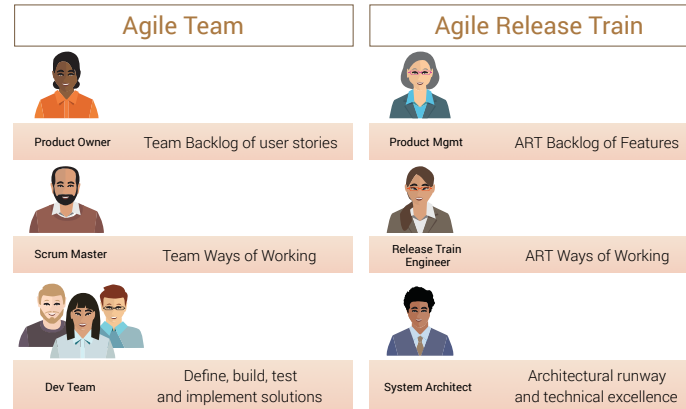 Agile Team
Product Owner
Team Backlog of user stories
Scrum Master
Team Ways of Working
Dev Team
Define, build, test
and implement solutions
Agile Release Train
Product Mgmt
ART Backlog of Features
Release Train
Engineer
ART Ways of Working
System Architect
Architectural runway
and technical excellence